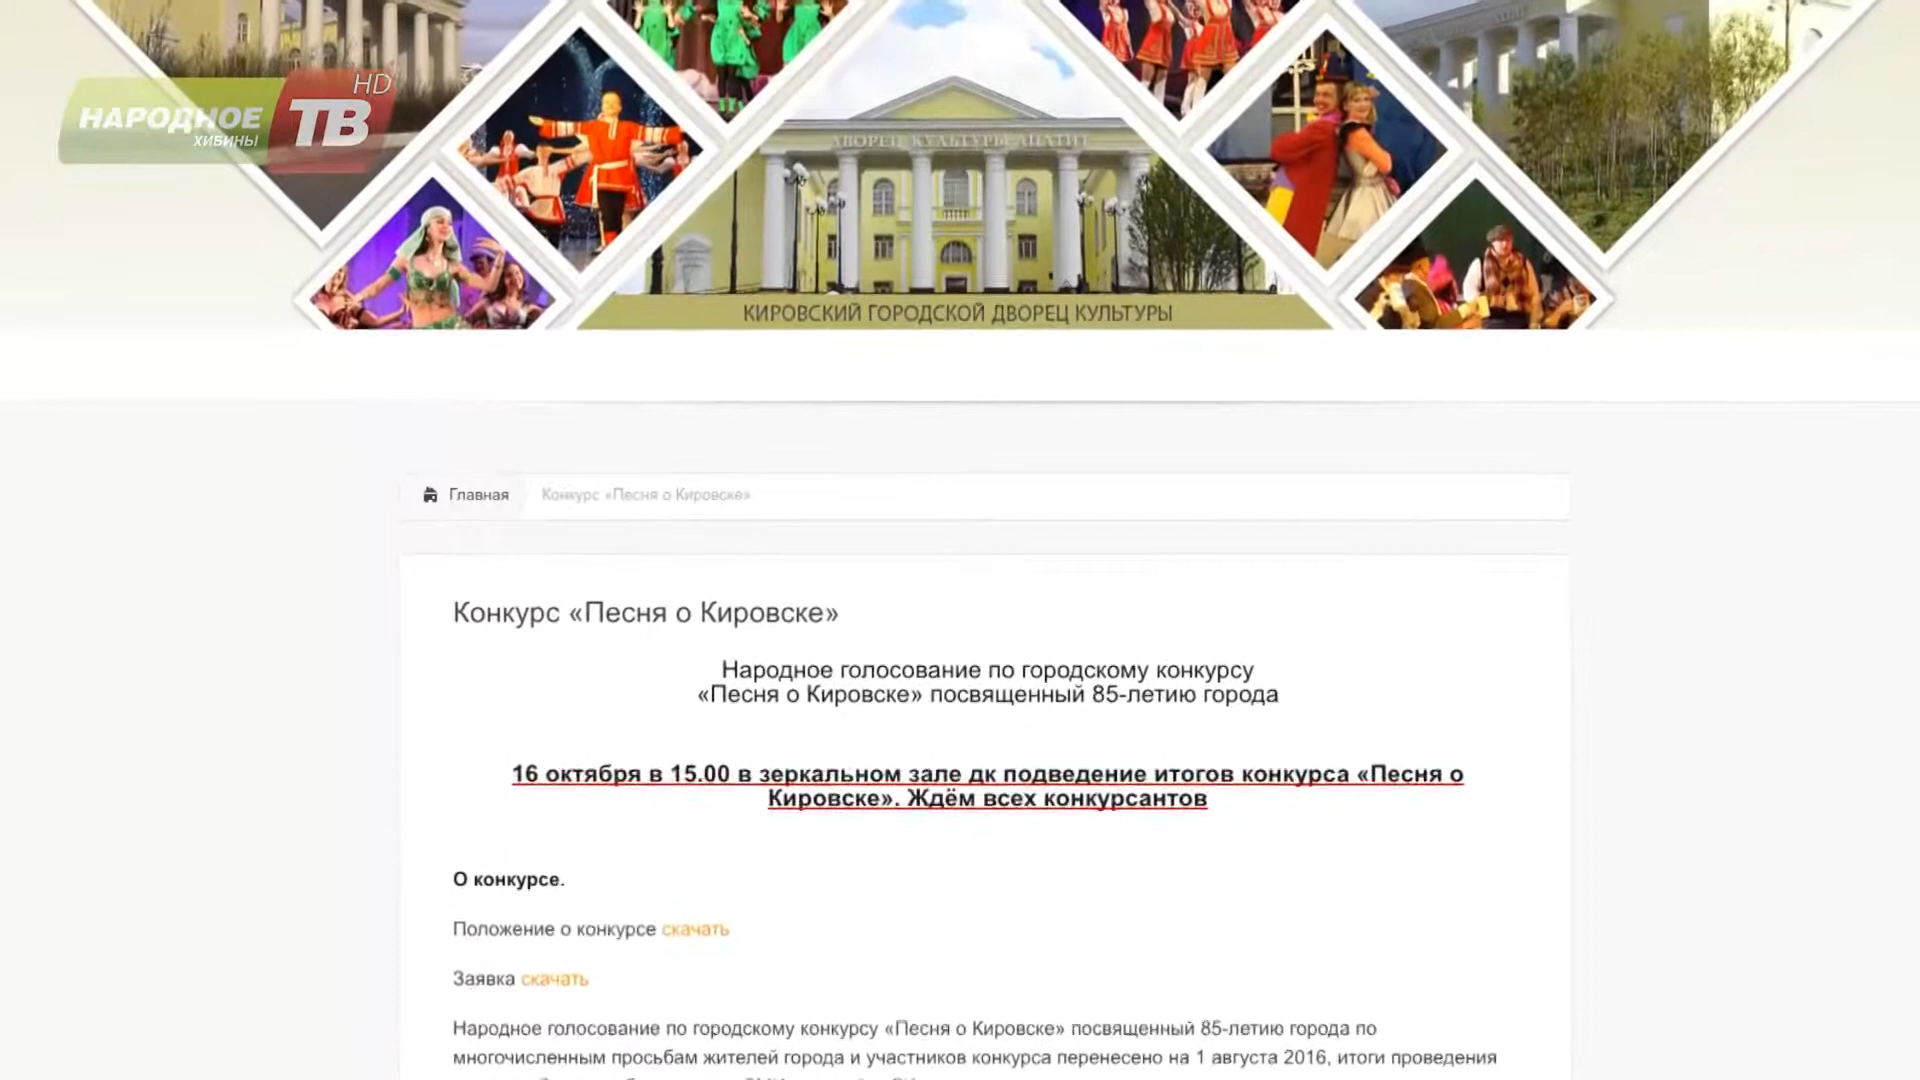 НАРОДНОЕ
ХИБИНЫ
ТВ
HD
ДВОРЕЦ КУЛЬТУРЫ АПАТИТ
КИРОВСКИЙ ГОРОДСКОЙ ДВОРЕЦ КУЛЬТУРЫ
Главная
Конкурс «Песня о Кировске»
Конкурс «Песня о Кировске»
Народное голосование по городскому конкурсу
«Песня о Кировске» посвященный 85-летию города
16 октября в 15.00 в зеркальном зале дк подведение итогов конкурса «Песня о
Кировске». Ждём всех конкурсантов
О конкурсе.
Положение о конкурсе скачать
Заявка скачать
Народное голосование по городскому конкурсу «Песня о Кировске» посвященный 85-летию города по
многочисленным просьбам жителей города и участников конкурса перенесено на 1 августа 2016, итоги проведения